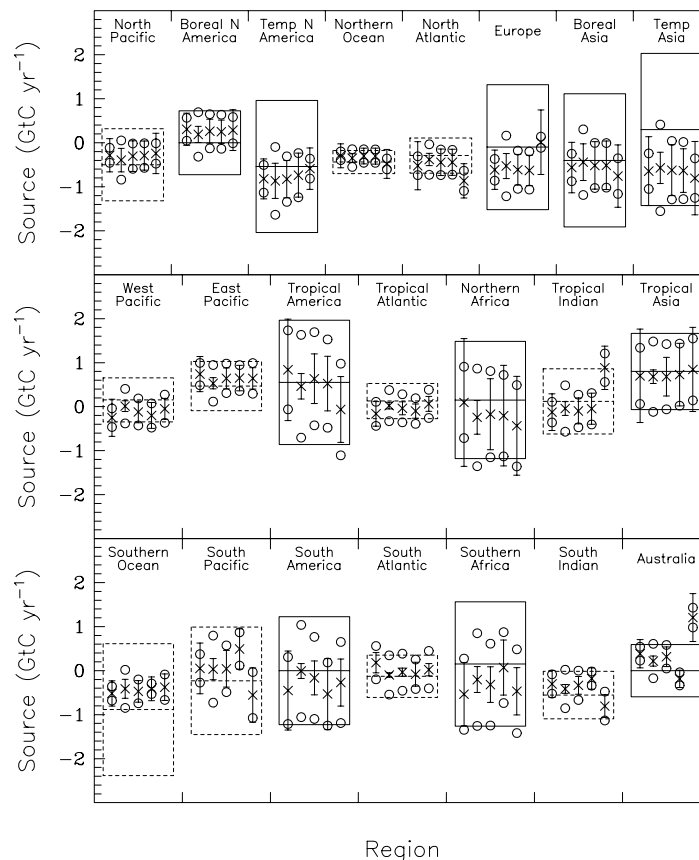 North Pacific
Boreal N America
Temp N America
Northern Ocean
North Atlantic
Europe
Boreal Asia
Temp Asia
Source (GtC yr−1)
2
1
0
−1
−2
West Pacific
East Pacific
Tropical America
Tropical Atlantic
Northern Africa
Tropical Indian
Tropical Asia
Source (GtC yr−1)
2
1
0
−1
−2
Southern Ocean
South Pacific
South America
South Atlantic
Southern Africa
South Indian
Australia
Source (GtC yr−1)
2
1
0
−1
−2
Region